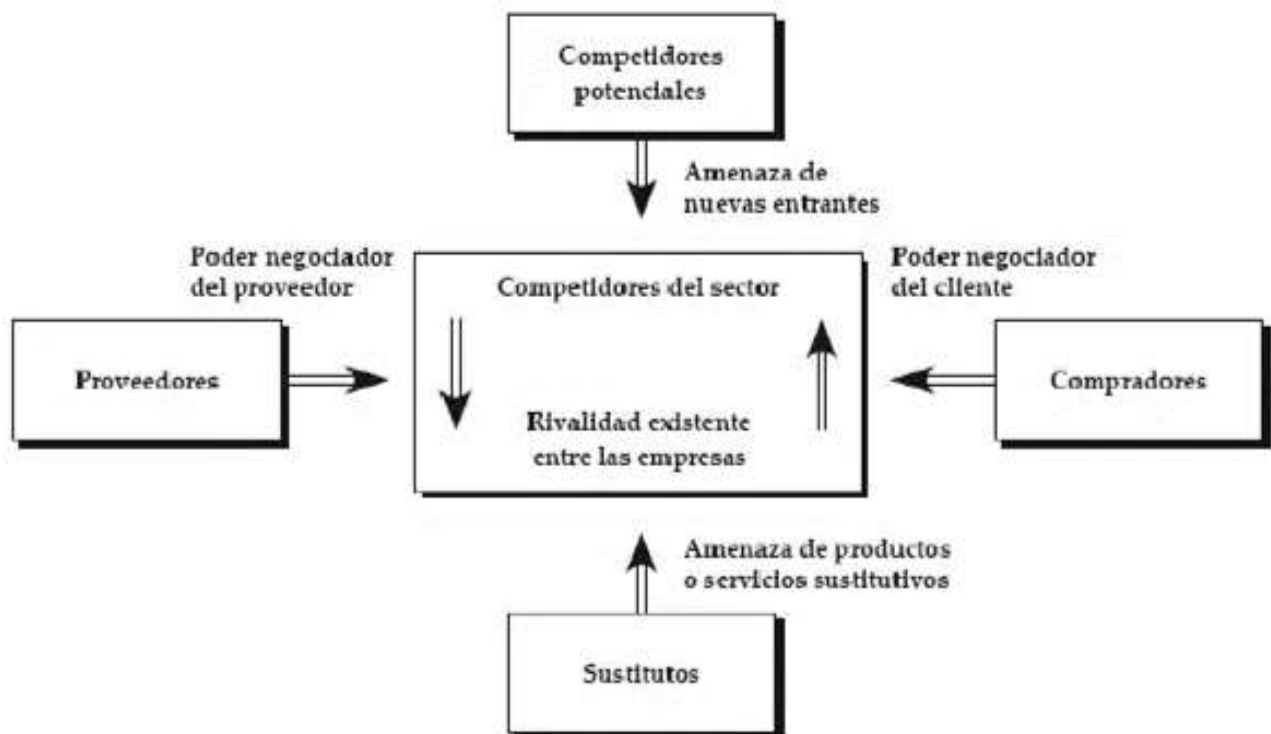 Competidores
potenciales
Amenaza de
nuevas entrantes
Poder negociador
del proveedor
Competidores del sector
Poder negociador
del cliente
Proveedores
Compradores
Rivalidad existente
entre las empresas
Amenaza de productos
o servicios sustitutivos
Sustitutos